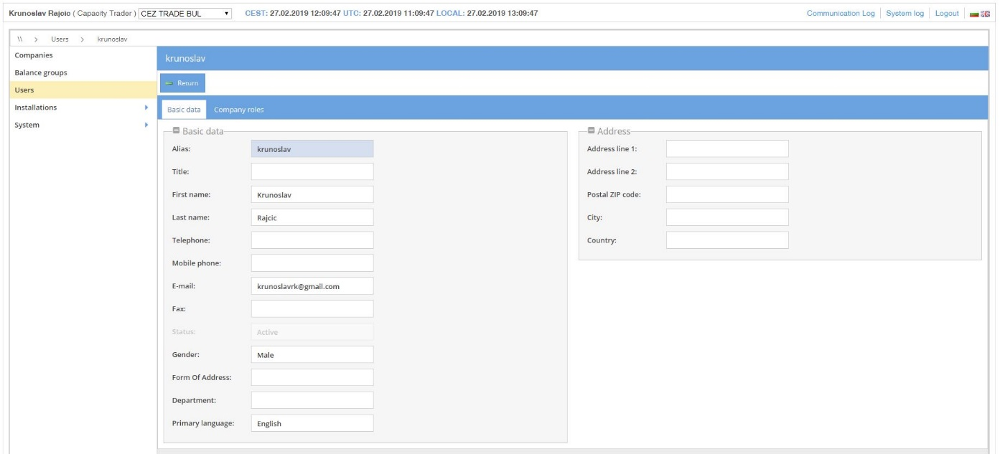 Krunoslav Rajcic ( Capacity Trader ) CEZ TRADE BUL CEST: 27.02.2019 12:09:47 UTC: 27.02.2019 11:09:47 LOCAL: 27.02.2019 13:09:47 Communication Log System log Logout
\\ > Users > krunoslav
Companies
Balance groups
Users
Installations
System
krunoslav
Return
Basic data Company roles
Basic data
Alias: krunoslav
Title:
First name: Krunoslav
Last name: Rajcic
Telephone:
Mobile phone:
E-mail: krunoslavrk@gmail.com
Fax:
Status: Active
Gender: Male
Form Of Address:
Department:
Primary language: English
Address
Address line 1:
Address line 2:
Postal ZIP code:
City:
Country: